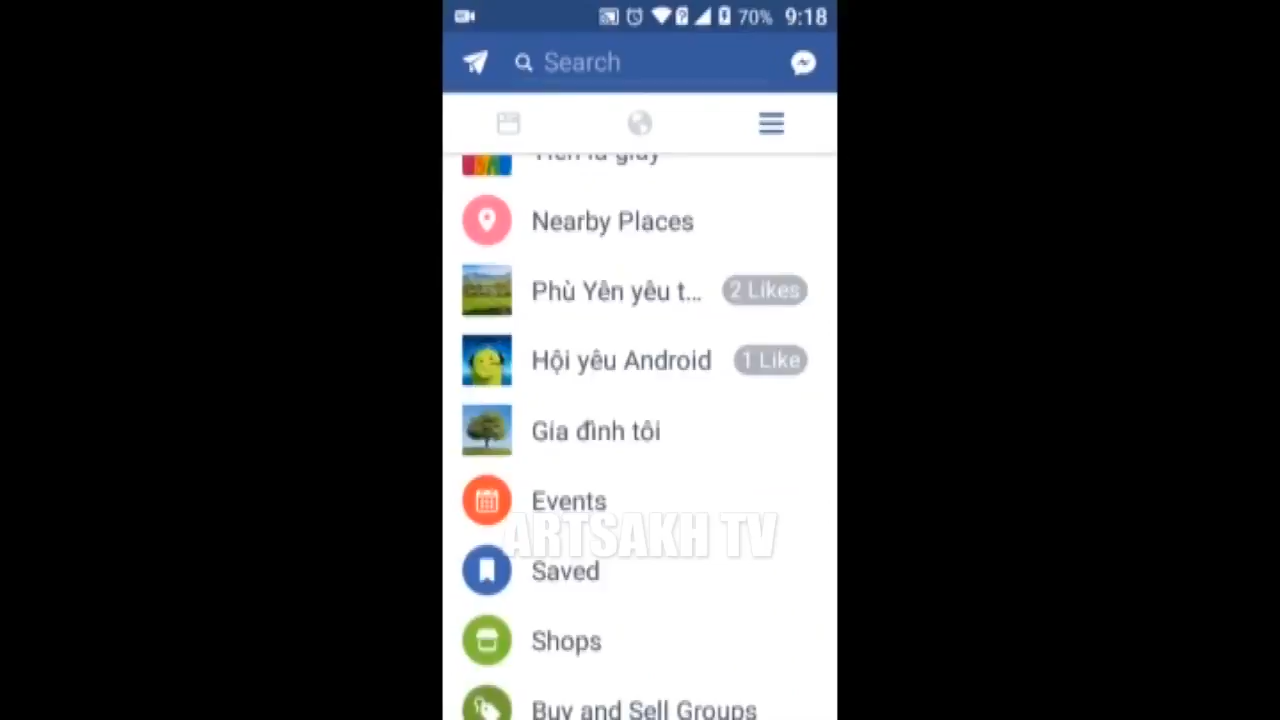 70% 9:18
Search
Nearby Places
Phù Yên yêu t... 2 Likes
Hội yêu Android 1 Like
Gia đình tôi
Events
ARTSAKH TV
Saved
Shops
Buy and Sell Groups